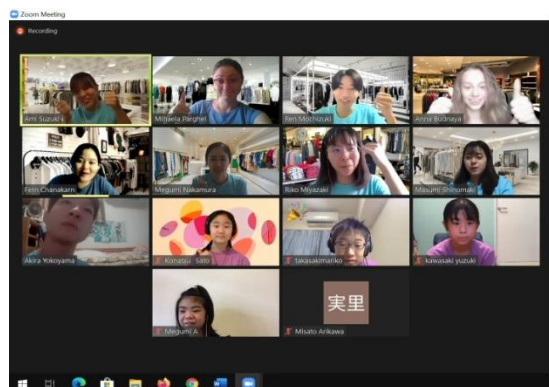 Zoom Meeting
Recording
Ami Suzuki
Mihaela Parghel
Ren Mochizuki
Anna Budnaya
Fern Chanakarn
Megumi Nakamura
Riko Miyazaki
Masumi Shinomaki
Akira Yokoyama
Konatsu Sato
takasakimariko
kawasaki yuzuki
Megumi A
実里
Misato Arikawa